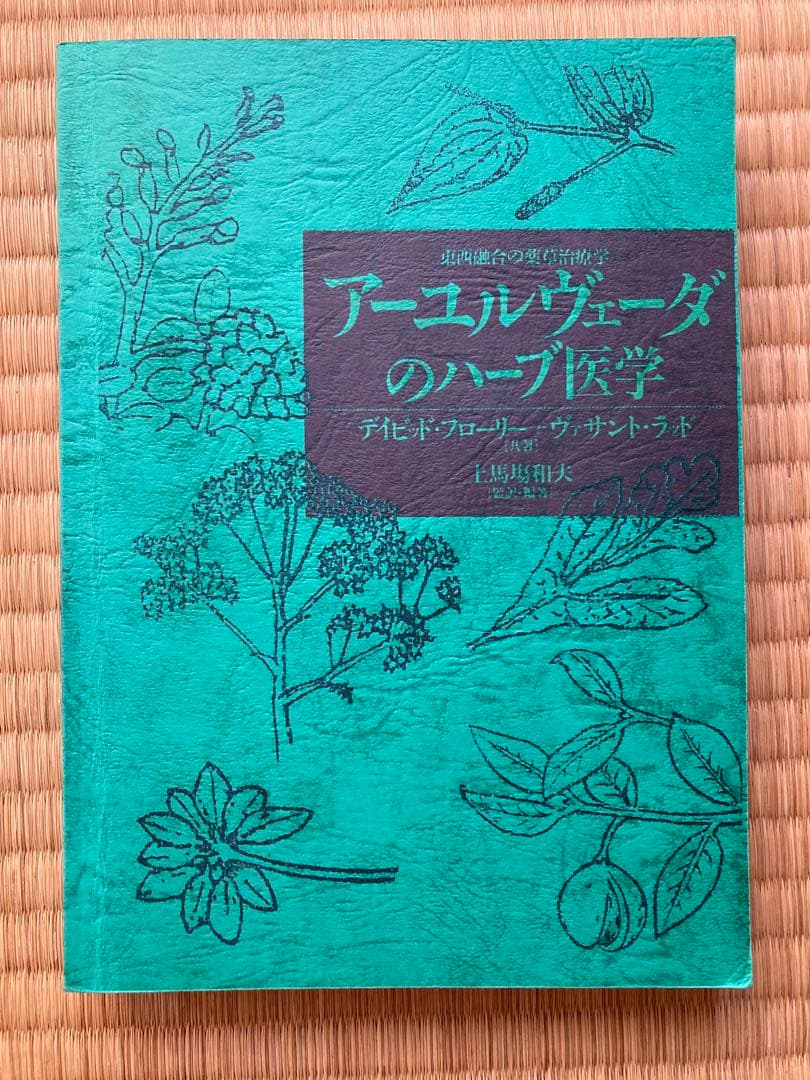 東西融合の薬草治療学
アーユルヴェーダ
のハーブ医学
デイビッド・フローリー+ヴァサント・ラッド
[共著]
上馬場和夫
[監訳・編著]